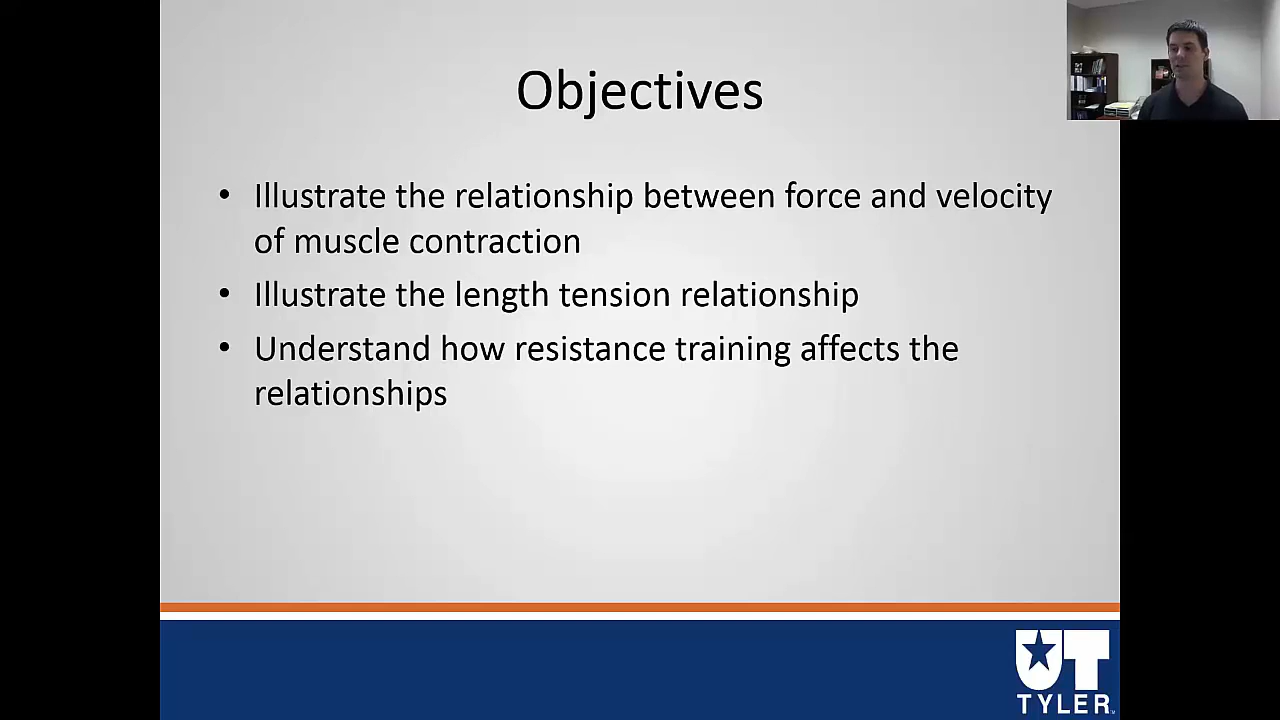 Objectives
• Illustrate the relationship between force and velocity
of muscle contraction
• Illustrate the length tension relationship
• Understand how resistance training affects the
relationships
UT
TYLER™